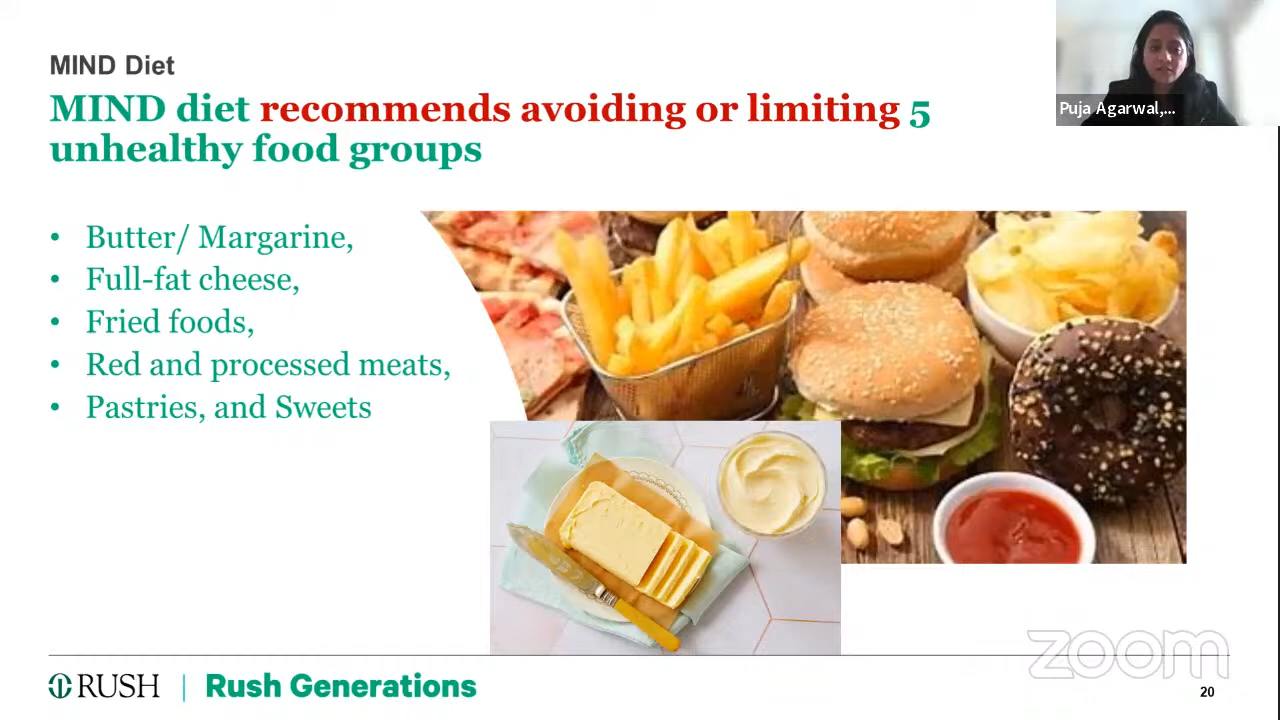 MIND Diet
MIND diet recommends avoiding or limiting 5
unhealthy food groups
Puja Agarwal,...
• Butter/ Margarine,
• Full-fat cheese,
• Fried foods,
• Red and processed meats,
• Pastries, and Sweets
zoom
RUSH | Rush Generations
20